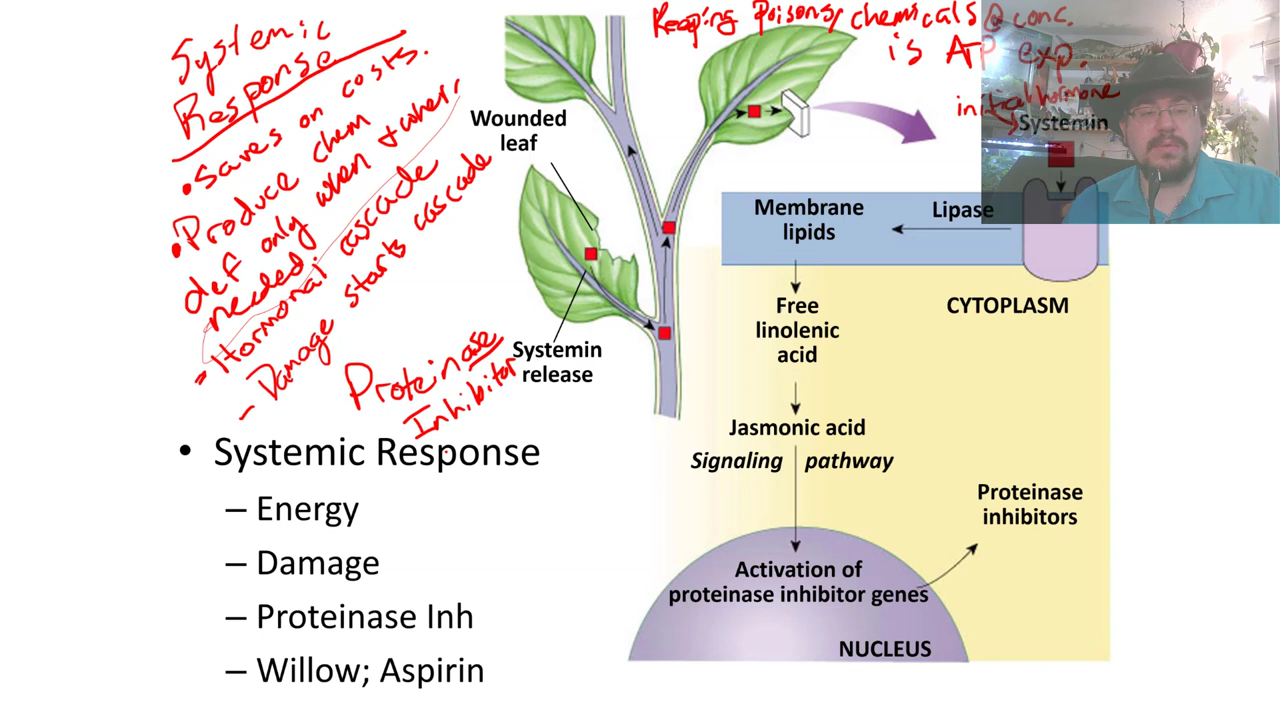 Systemic
Response
• Saves on costs.
• Produce chem
def only when + where
needed.
- Hormonal cascade
- Damage starts cascade
Proteinase
Inhibitor
Keeping Poisons/chemicals @ conc.
is ATP exp.
initial hormone
Systemin
Wounded
leaf
Systemin
release
Membrane
lipids
Lipase
CYTOPLASM
Free
linolenic
acid
Jasmonic acid
Signaling pathway
Proteinase
inhibitors
Activation of
proteinase inhibitor genes
NUCLEUS
• Systemic Response
– Energy
– Damage
– Proteinase Inh
– Willow; Aspirin